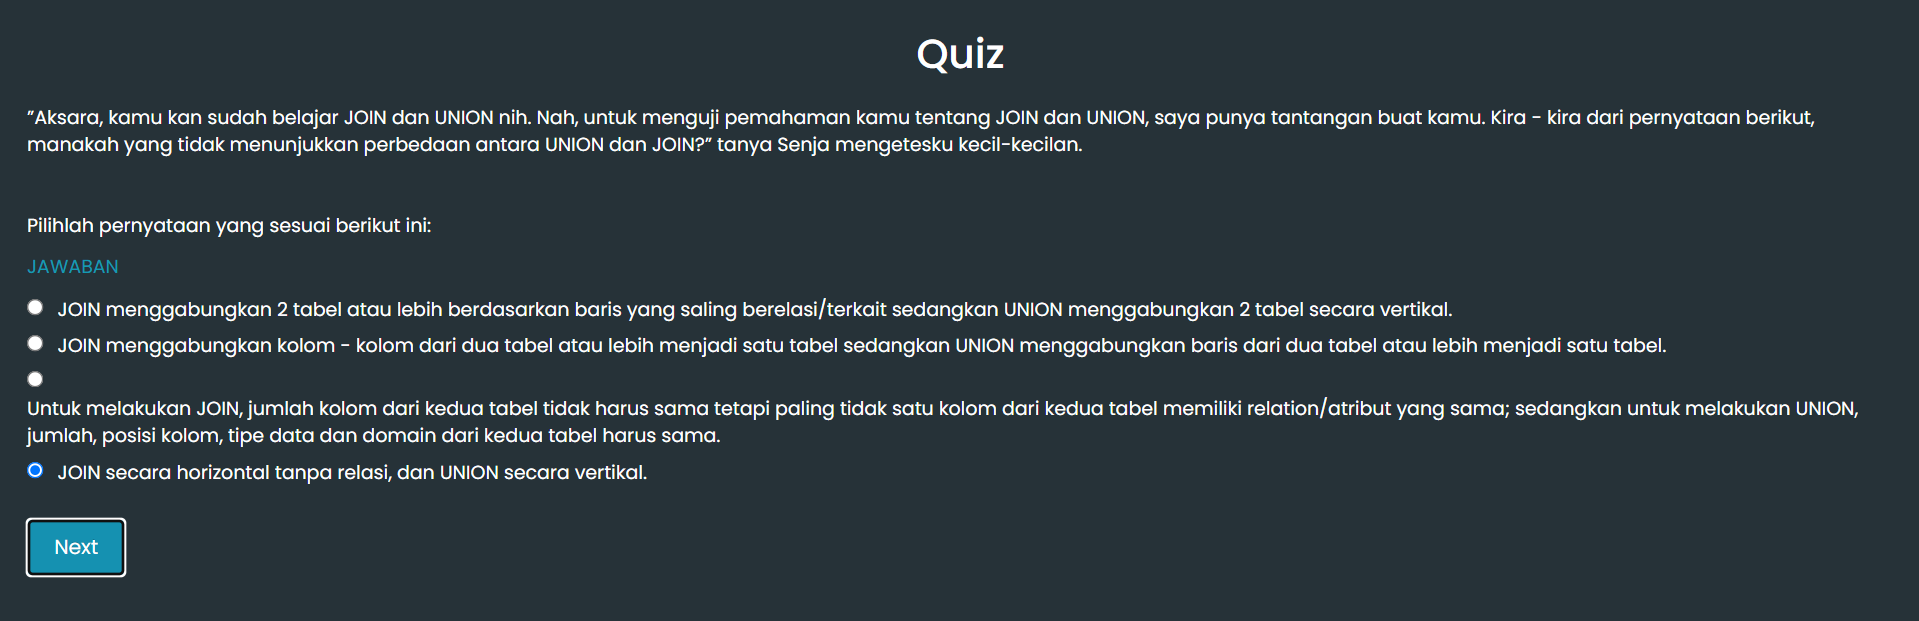 Quiz
"Aksara, kamu kan sudah belajar JOIN dan UNION nih. Nah, untuk menguji pemahaman kamu tentang JOIN dan UNION, saya punya tantangan buat kamu. Kira - kira dari pernyataan berikut,
manakah yang tidak menunjukkan perbedaan antara UNION dan JOIN?” tanya Senja mengetesku kecil-kecilan.
Pilihlah pernyataan yang sesuai berikut ini:
JAWABAN
JOIN menggabungkan 2 tabel atau lebih berdasarkan baris yang saling berelasi/terkait sedangkan UNION menggabungkan 2 tabel secara vertikal.
JOIN menggabungkan kolom - kolom dari dua tabel atau lebih menjadi satu tabel sedangkan UNION menggabungkan baris dari dua tabel atau lebih menjadi satu tabel.
Untuk melakukan JOIN, jumlah kolom dari kedua tabel tidak harus sama tetapi paling tidak satu kolom dari kedua tabel memiliki relation/atribut yang sama; sedangkan untuk melakukan UNION,
jumlah, posisi kolom, tipe data dan domain dari kedua tabel harus sama.
JOIN secara horizontal tanpa relasi, dan UNION secara vertikal.
Next